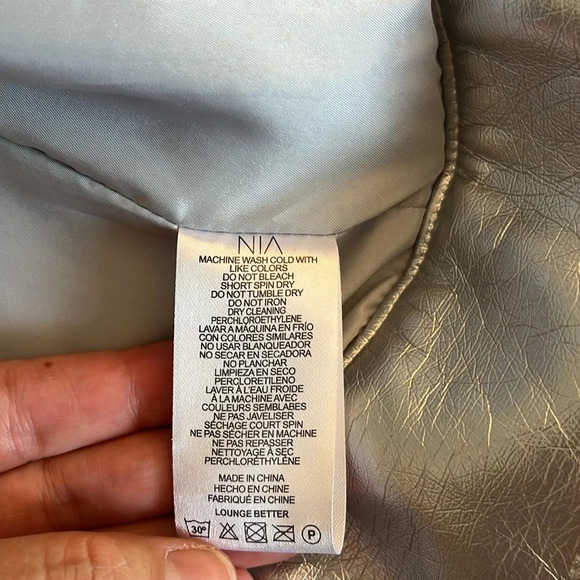 NIA
MACHINE WASH COLD WITH
LIKE COLORS
DO NOT BLEACH
SHORT SPIN DRY
DO NOT TUMBLE DRY
DO NOT IRON
DRY CLEANING
PERCHLOROETHYLENE
LAVAR A MÁQUINA EN FRÍO
CON COLORES SIMILARES
NO USAR BLANQUEADOR
NO SECAR EN SECADORA
NO PLANCHAR
LIMPIEZA EN SECO
PERCLORETILENO
LAVER À L'EAU FROIDE
À LA MACHINE AVEC
COULEURS SEMBLABES
NE PAS JAVELISER
SÉCHAGE COURT SPIN
NE PAS SÉCHER EN MACHINE
NE PAS REPASSER
NETTOYAGE À SEC
PERCHLORÉTHYLÈNE
MADE IN CHINA
HECHO EN CHINE
FABRIQUÉ EN CHINE
LOUNGE BETTER
30° P